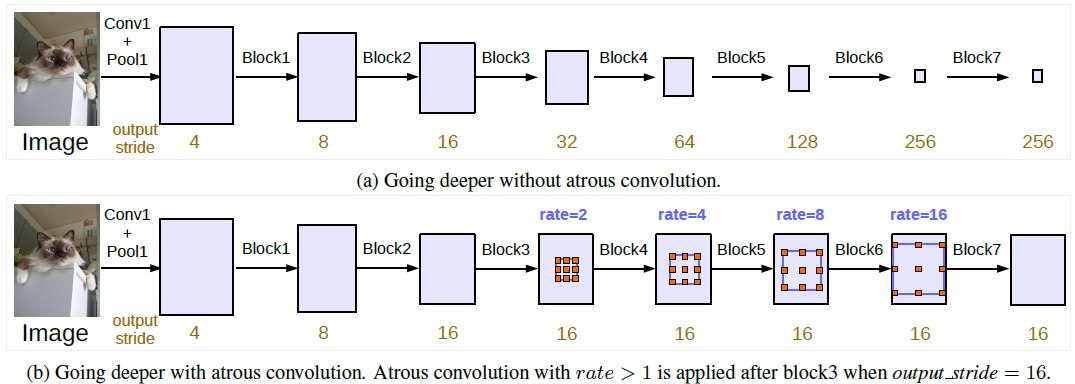 Conv1
+
Pool1
Block1
Block2
Block3
Block4
Block5
Block6
Block7
Image
output
stride
4
8
16
32
64
128
256
256
(a) Going deeper without atrous convolution.
rate=2
rate=4
rate=8
rate=16
Conv1
+
Pool1
Block1
Block2
Block3
Block4
Block5
Block6
Block7
Image
output
stride
4
8
16
16
16
16
16
16
(b) Going deeper with atrous convolution. Atrous convolution with rate > 1 is applied after block3 when output_stride = 16.